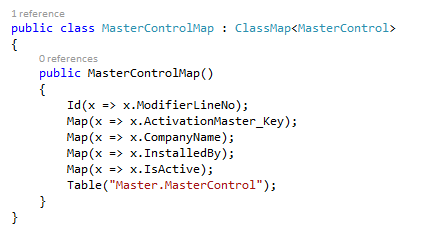 1 reference
public class MasterControlMap : ClassMap<MasterControl>
{
0 references
public MasterControlMap()
{
Id(x => x.ModifierLineNo);
Map(x => x.ActivationMaster_Key);
Map(x => x.CompanyName);
Map(x => x.InstalledBy);
Map(x => x.IsActive);
Table("Master.MasterControl");
}
}